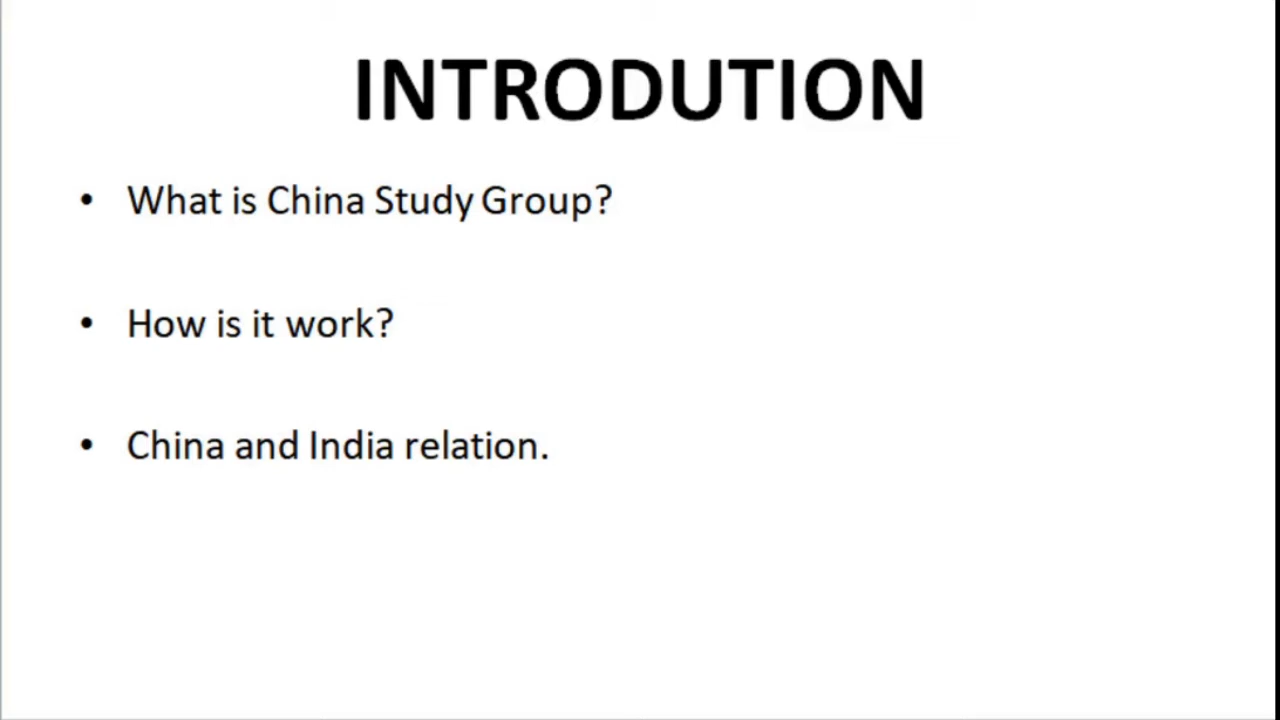 INTRODUTION
• What is China Study Group?
• How is it work?
• China and India relation.